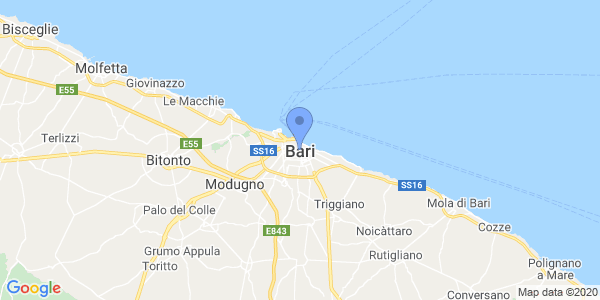 Bisceglie
Molfetta
Giovinazzo
E55
Le Macchie
Terlizzi
E55
SS16
Bari
Bitonto
Modugno
SS16
Triggiano
Mola di Bari
Palo del Colle
E843
Noicàttaro
Cozze
Grumo Appula
Toritto
Rutigliano
Polignano
a Mare
Conversano
Google
Map data ©2020